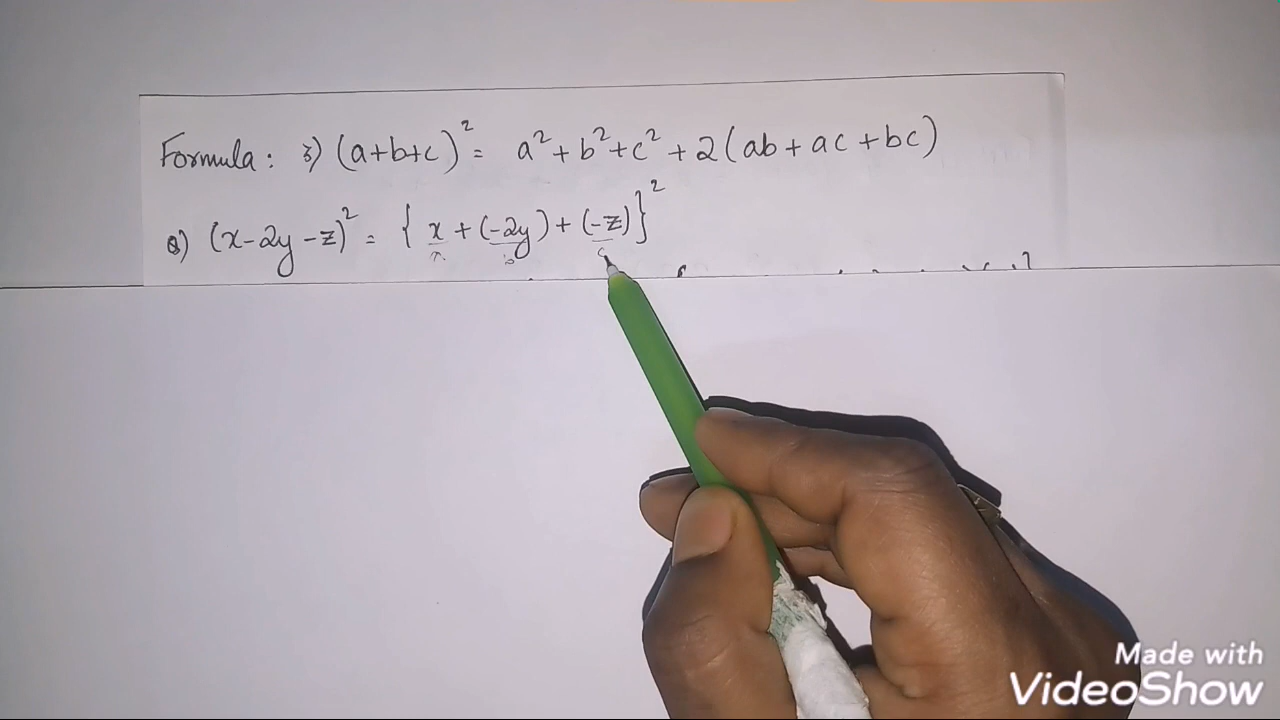 Formula: 3) (a+b+c)² = a² + b² + c² + 2(ab + ac + bc)
Q) (x-2y-z)² = { x + (-2y) + (-z) }²
b c
Made with
VideoShow